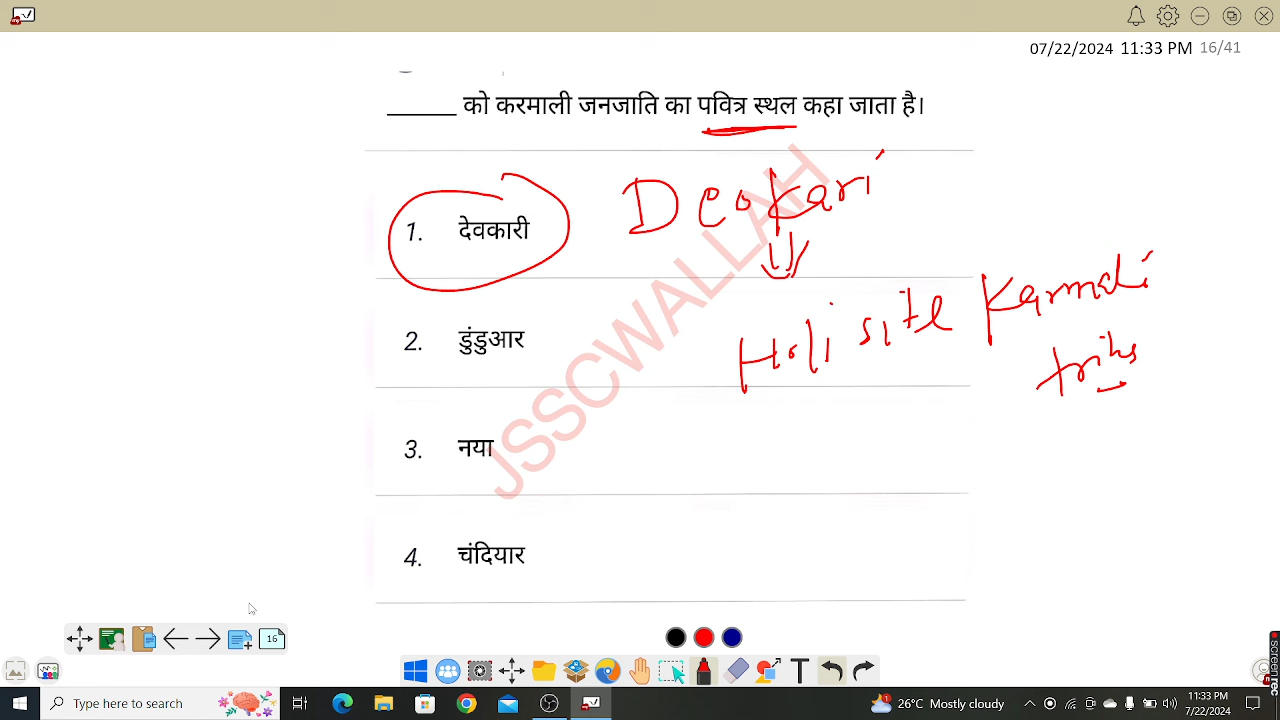 07/22/2024 11:33 PM 16/41
______ को करमाली जनजाति का पवित्र स्थल कहा जाता है।
1. देवकारी
Deokari
2. डुंडुआर
Holi site Karmali
3. नया
4. चंदियार
JSSCWALLAH
16
Type here to search
26°C Mostly cloudy
11:33 PM
7/22/2024